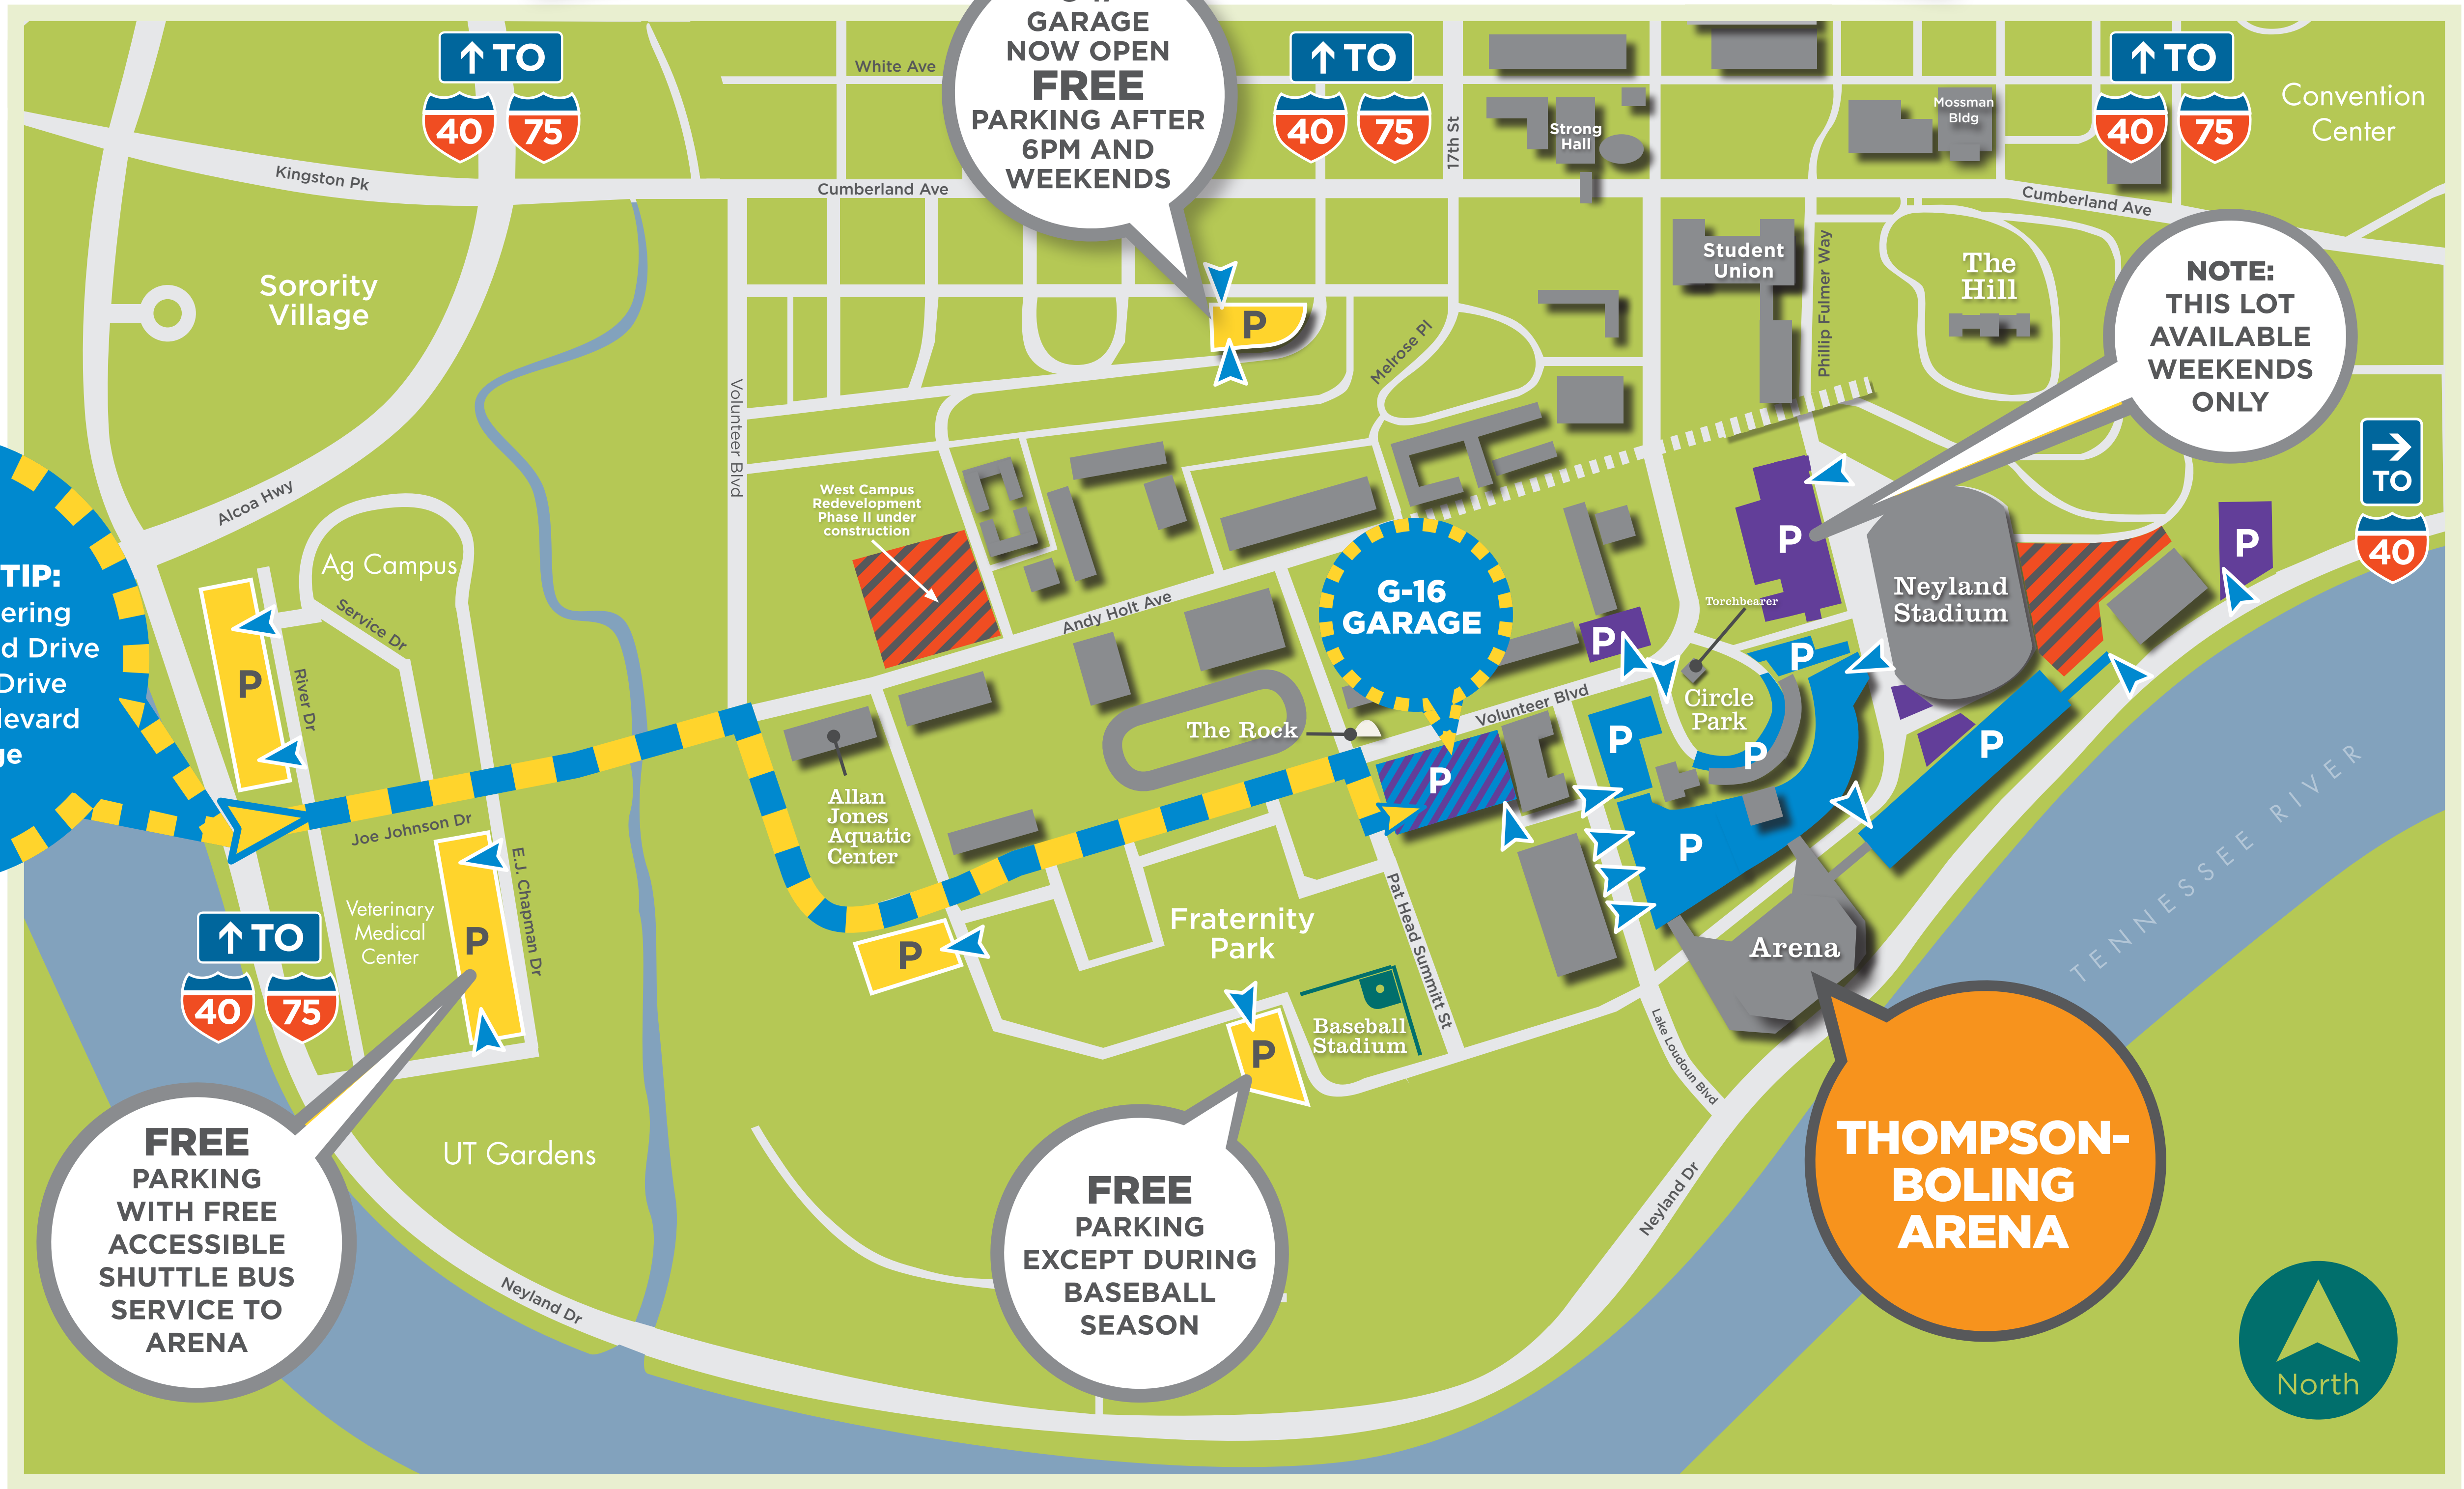 GARAGE
NOW OPEN
FREE
PARKING AFTER
6PM AND
WEEKENDS
↑ TO
40 75
↑ TO
40 75
↑ TO
40 75
White Ave
17th St
Strong
Hall
Mossman
Bldg
Convention
Center
Kingston Pk
Cumberland Ave
Cumberland Ave
Sorority
Village
P
Melrose Pl
Student
Union
Phillip Fulmer Way
The
Hill
NOTE:
THIS LOT
AVAILABLE
WEEKENDS
ONLY
→
TO
40
Volunteer Blvd
Alcoa Hwy
West Campus
Redevelopment
Phase II under
construction
Ag Campus
Service Dr
River Dr
P
TIP:
ering
d Drive
Drive
levard
ge
Andy Holt Ave
G-16
GARAGE
P
P
P
Neyland
Stadium
Torchbearer
P
Circle
Park
P
Volunteer Blvd
The Rock
P
P
P
P
Joe Johnson Dr
Allan
Jones
Aquatic
Center
E.J. Chapman Dr
Veterinary
Medical
Center
P
↑ TO
40 75
P
Fraternity
Park
Pat Head Summitt St
Baseball
Stadium
P
Arena
Lake Loudoun Blvd
TENNESSEE RIVER
FREE
PARKING
WITH FREE
ACCESSIBLE
SHUTTLE BUS
SERVICE TO
ARENA
UT Gardens
Neyland Dr
FREE
PARKING
EXCEPT DURING
BASEBALL
SEASON
Neyland Dr
THOMPSON-
BOLING
ARENA
North